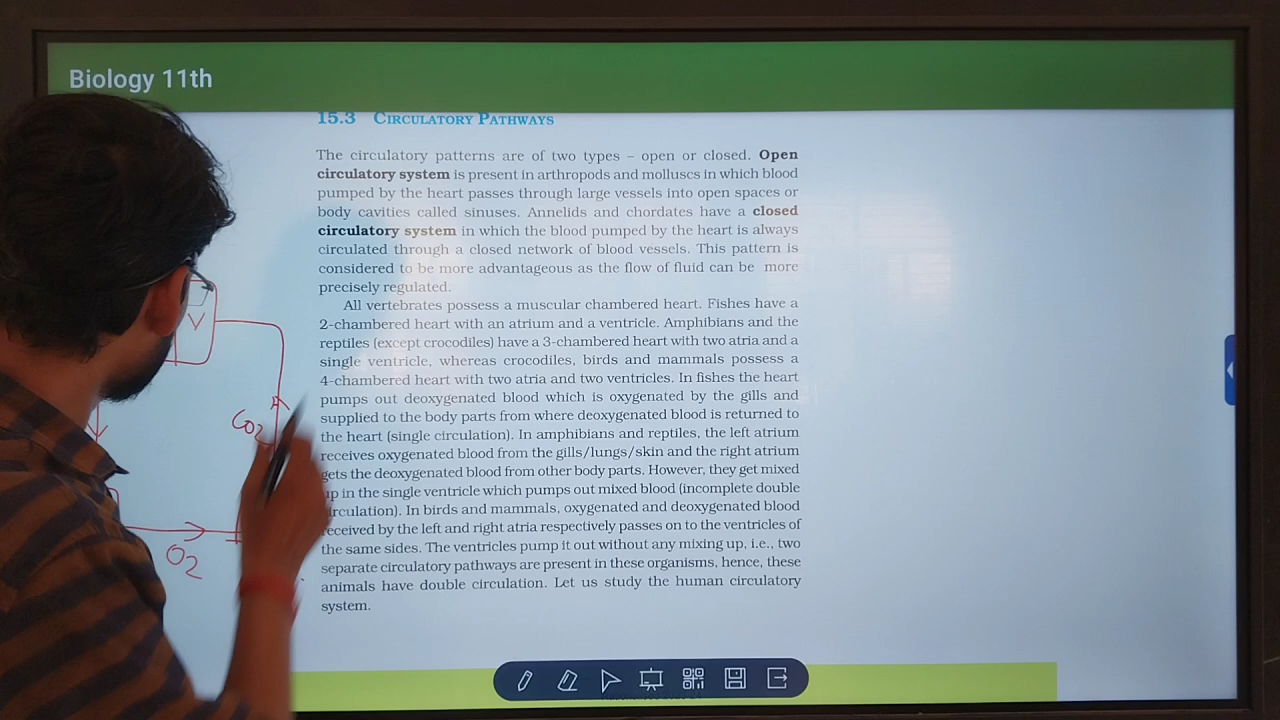 Biology 11th
15.3 CIRCULATORY PATHWAYS
The circulatory patterns are of two types – open or closed. Open
circulatory system is present in arthropods and molluscs in which blood
pumped by the heart passes through large vessels into open spaces or
body cavities called sinuses. Annelids and chordates have a closed
circulatory system in which the blood pumped by the heart is always
circulated through a closed network of blood vessels. This pattern is
considered to be more advantageous as the flow of fluid can be more
precisely regulated.
All vertebrates possess a muscular chambered heart. Fishes have a
2-chambered heart with an atrium and a ventricle. Amphibians and the
reptiles (except crocodiles) have a 3-chambered heart with two atria and a
single ventricle, whereas crocodiles, birds and mammals possess a
4-chambered heart with two atria and two ventricles. In fishes the heart
pumps out deoxygenated blood which is oxygenated by the gills and
supplied to the body parts from where deoxygenated blood is returned to
the heart (single circulation). In amphibians and reptiles, the left atrium
receives oxygenated blood from the gills/lungs/skin and the right atrium
gets the deoxygenated blood from other body parts. However, they get mixed
up in the single ventricle which pumps out mixed blood (incomplete double
circulation). In birds and mammals, oxygenated and deoxygenated blood
received by the left and right atria respectively passes on to the ventricles of
the same sides. The ventricles pump it out without any mixing up, i.e., two
separate circulatory pathways are present in these organisms, hence, these
animals have double circulation. Let us study the human circulatory
system.
V
CO2
O2